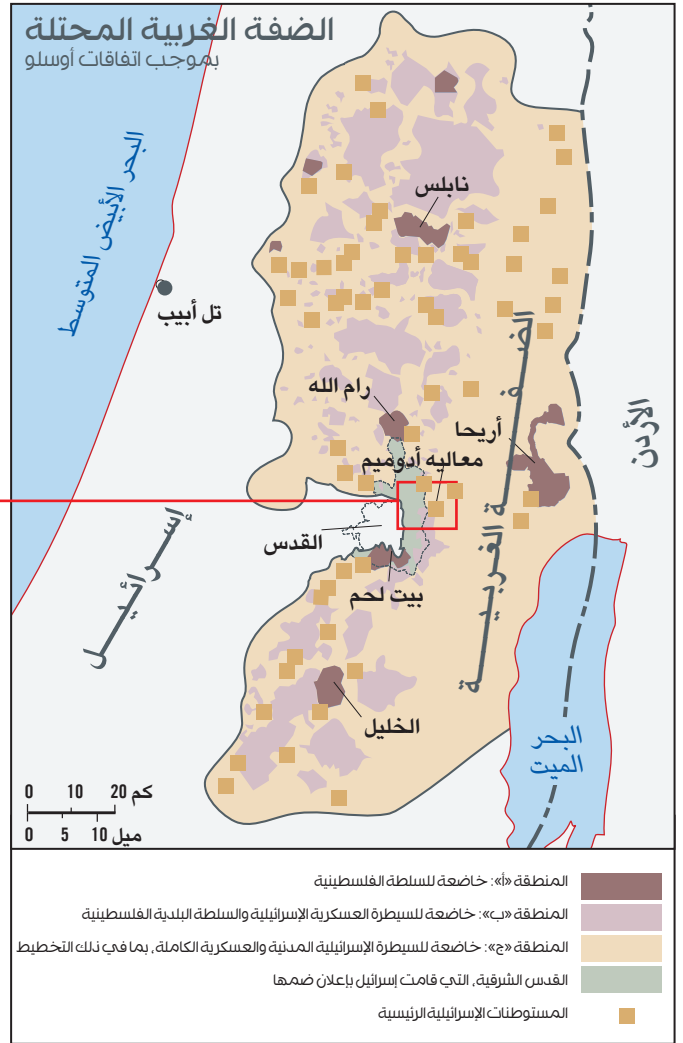 الضفة الغربية المحتلة
بموجب اتفاقات أوسلو
البحر الأبيض المتوسط
نابلس
تل أبيب
الضفة الغربية
رام الله
أريحا
الأردن
معاليه أدوميم
القدس
إسرائيل
بيت لحم
الخليل
البحر
الميت
0 10 20 كم
0 5 10 ميل
المنطقة «أ»: خاضعة للسلطة الفلسطينية
المنطقة «ب»: خاضعة للسيطرة العسكرية الإسرائيلية والسلطة البلدية الفلسطينية
المنطقة «ج»: خاضعة للسيطرة الإسرائيلية المدنية والعسكرية الكاملة، بما في ذلك التخطيط
القدس الشرقية، التي قامت إسرائيل بإعلان ضمها
المستوطنات الإسرائيلية الرئيسية